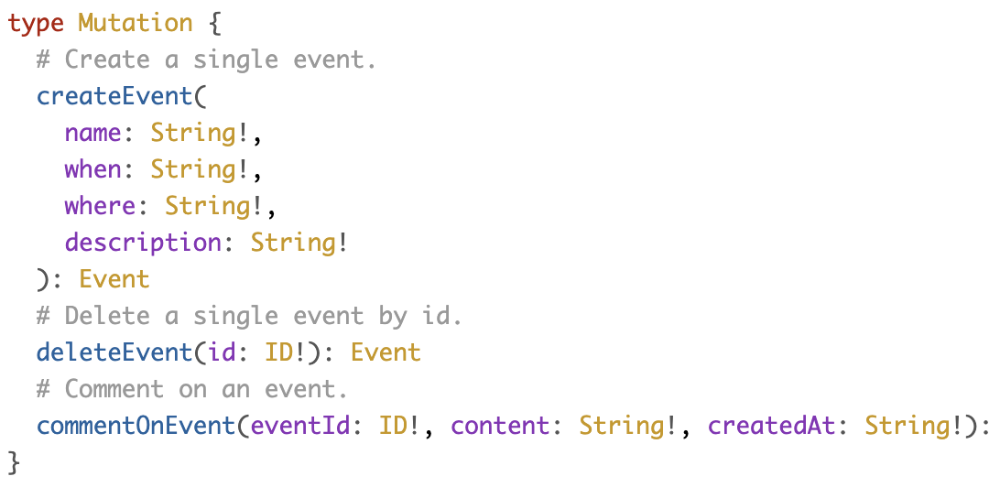 type Mutation {
  # Create a single event.
  createEvent(
    name: String!,
    when: String!,
    where: String!,
    description: String!
  ): Event
  # Delete a single event by id.
  deleteEvent(id: ID!): Event
  # Comment on an event.
  commentOnEvent(eventId: ID!, content: String!, createdAt: String!):
}